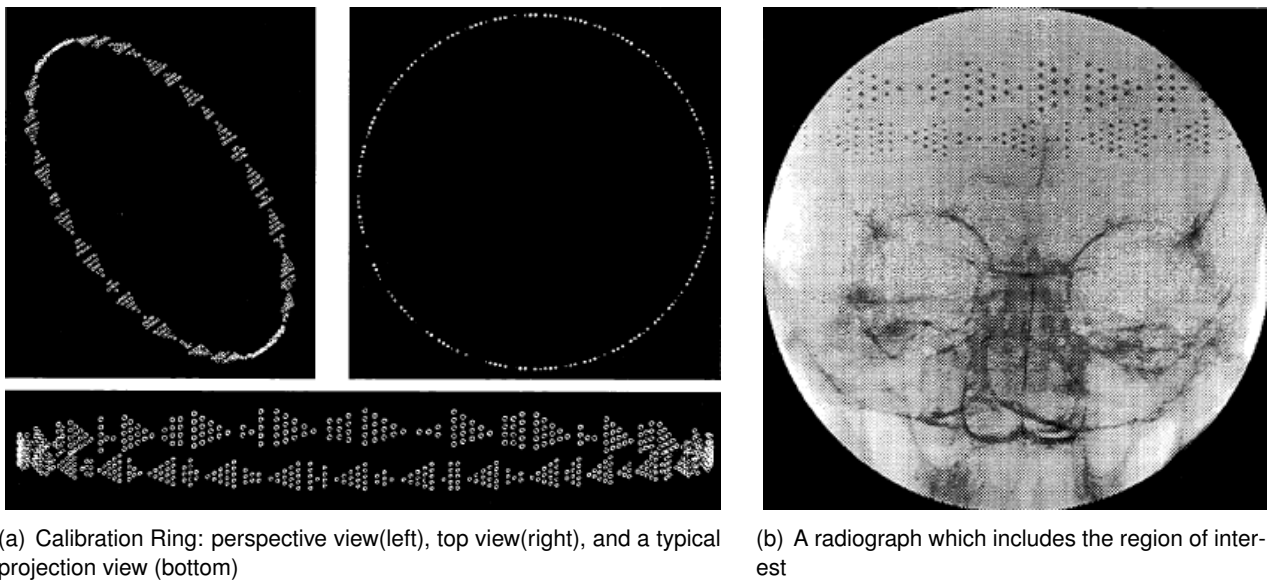 (a) Calibration Ring: perspective view(left), top view(right), and a typical
projection view (bottom)
(b) A radiograph which includes the region of inter-
est